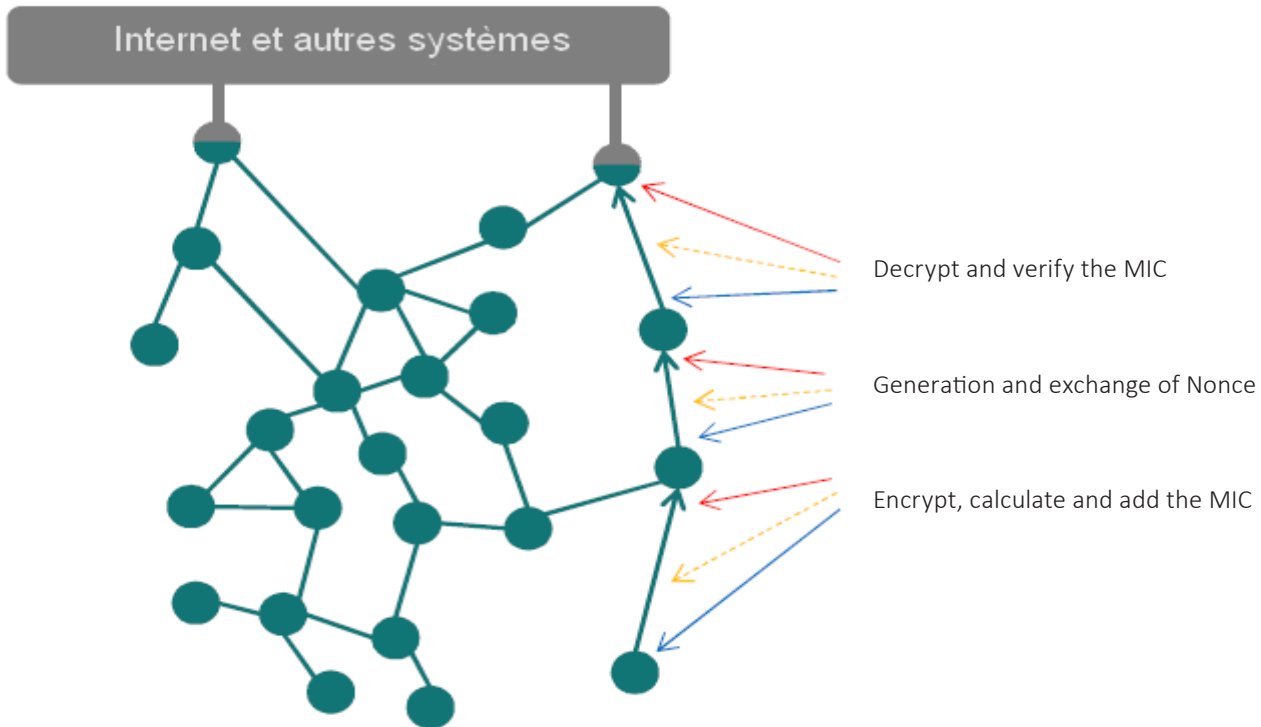 Internet et autres systèmes
Decrypt and verify the MIC
Generation and exchange of Nonce
Encrypt, calculate and add the MIC